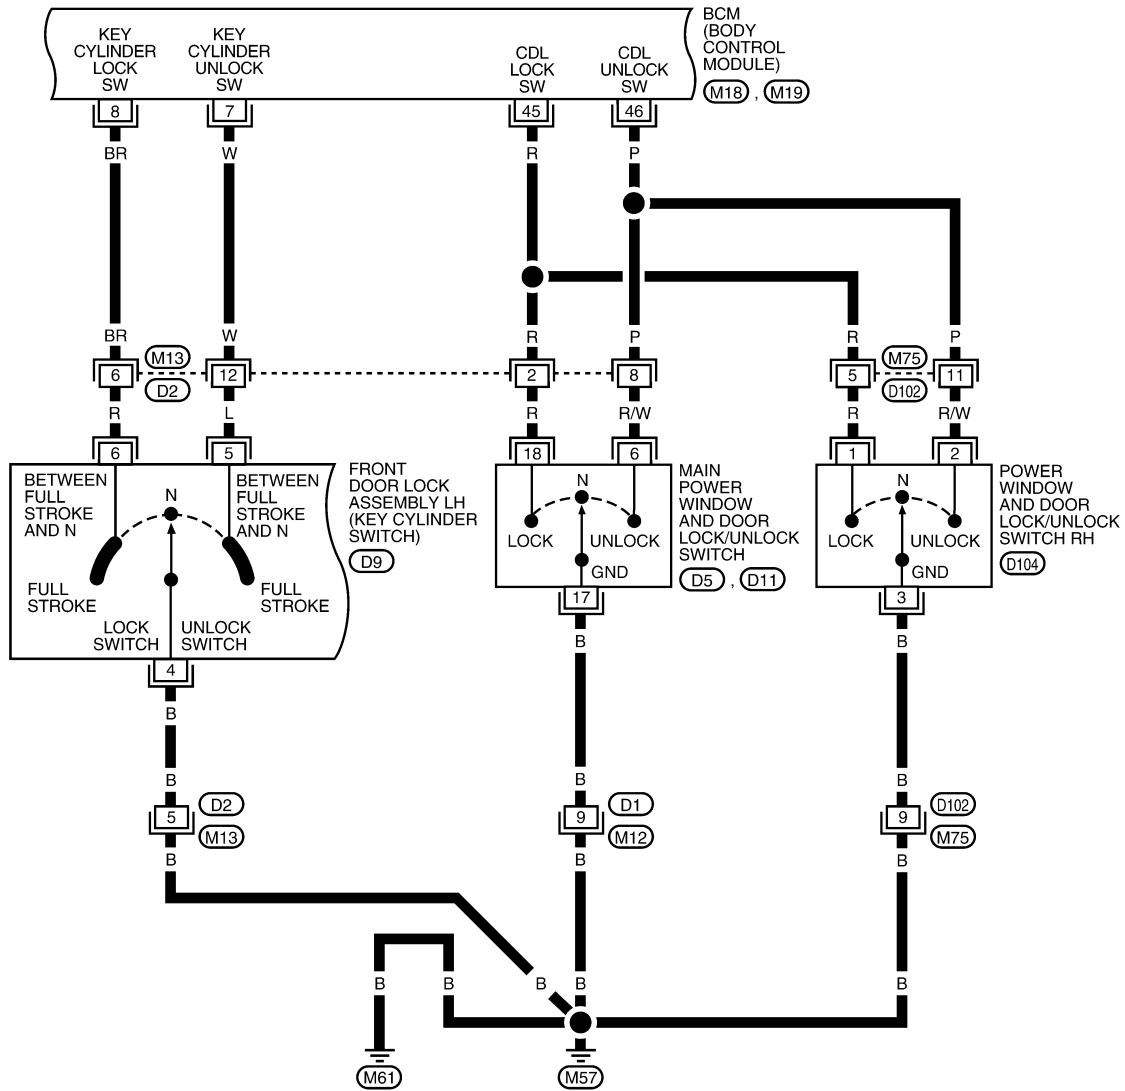 BCM
(BODY
CONTROL
MODULE)
M18 , M19
KEY
CYLINDER
LOCK
SW
KEY
CYLINDER
UNLOCK
SW
CDL
LOCK
SW
CDL
UNLOCK
SW
8
7
45
46
BR
W
R
P
BR
W
R
P
R
P
6
M13
D2
12
2
8
5
M75
D102
11
R
L
R
R/W
R
R/W
6
5
18
6
1
2
BETWEEN
FULL
STROKE
AND N
N
BETWEEN
FULL
STROKE
AND N
FULL
STROKE
FULL
STROKE
LOCK
SWITCH
UNLOCK
SWITCH
FRONT
DOOR LOCK
ASSEMBLY LH
(KEY CYLINDER
SWITCH)
D9
N
LOCK
UNLOCK
GND
MAIN
POWER
WINDOW
AND DOOR
LOCK/UNLOCK
SWITCH
D5 , D11
N
LOCK
UNLOCK
GND
POWER
WINDOW
AND DOOR
LOCK/UNLOCK
SWITCH RH
D104
4
17
3
B
B
B
B
B
B
5
D2
M13
9
D1
M12
9
D102
M75
B
B
B
B
B
B
B
B
M61
M57